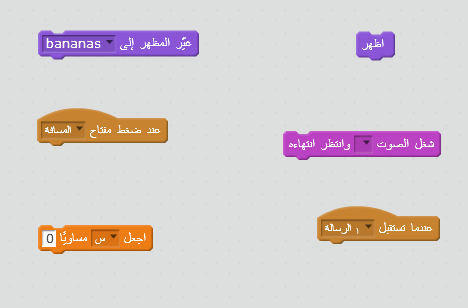 اظهر
غيِّر المظهر إلى bananas
عند ضغط مفتاح المسافة
شغل الصوت وانتظر انتهاءه
عندما تستقبل الرسالة ١
اجعل س مساويًا 0